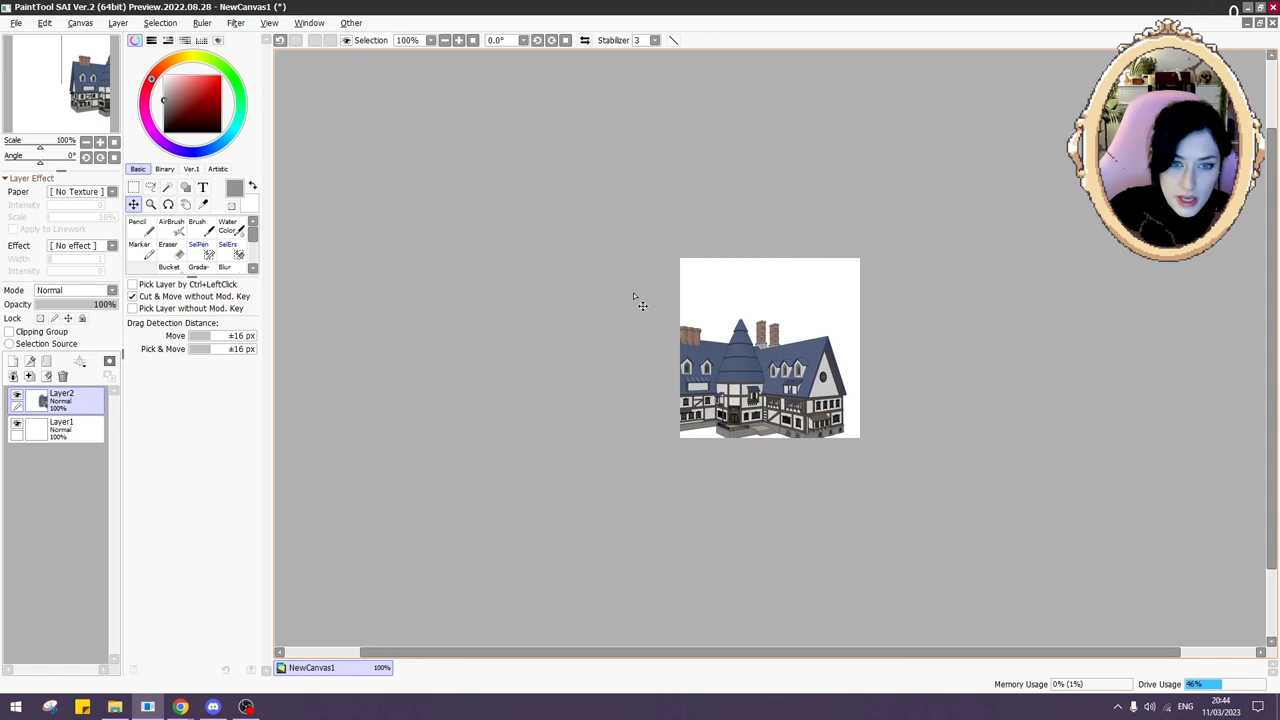 PaintTool SAI Ver.2 (64bit) Preview.2022.08.28 - NewCanvas1 (*)
File Edit Canvas Layer Selection Ruler Filter View Window Other
Selection 100% 0.0° Stabilizer 3
Scale 100%
Angle 0°
Layer Effect
Paper [ No Texture ]
Intensity 0
Scale 10%
Apply to Linework
Effect [ No effect ]
Width 1
Intensity 0
Mode Normal
Opacity 100%
Lock
Clipping Group
Selection Source
Layer2
Normal
100%
Layer1
Normal
100%
Basic Binary Ver.1 Artistic
T
Pencil AirBrush Brush Water Color
Marker Eraser SelPen SelErs
Bucket Grada- Blur
Pick Layer by Ctrl+LeftClick
Cut & Move without Mod. Key
Pick Layer without Mod. Key
Drag Detection Distance:
Move ±16 px
Pick & Move ±16 px
NewCanvas1 100%
Memory Usage 0% (1%) Drive Usage 46%
ENG 20:44
11/03/2023